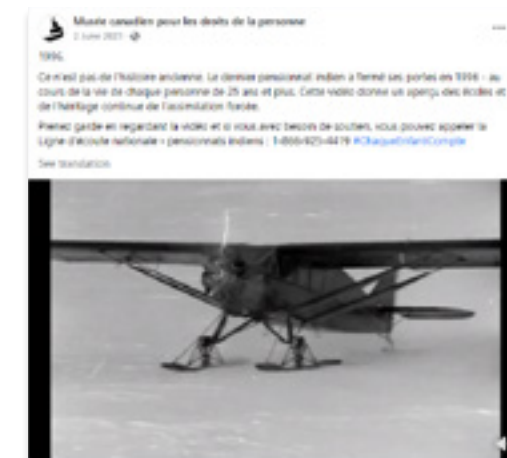 Musée canadien pour les droits de la personne
2 June 2021
1996.
Ce n'est pas de l'histoire ancienne. Le dernier pensionnat indien a fermé ses portes en 1996 - au
cours de la vie de chaque personne de 25 ans et plus. Cette vidéo donne un aperçu des écoles et
de l'héritage continue de l'assimilation forcée.
Prenez garde en regardant la vidéo et si vous avez besoin de soutien, vous pouvez appeler la
Ligne d'écoute nationale - pensionnats indiens : 1-866-925-4419 #ChaqueEnfantCompte
See translation